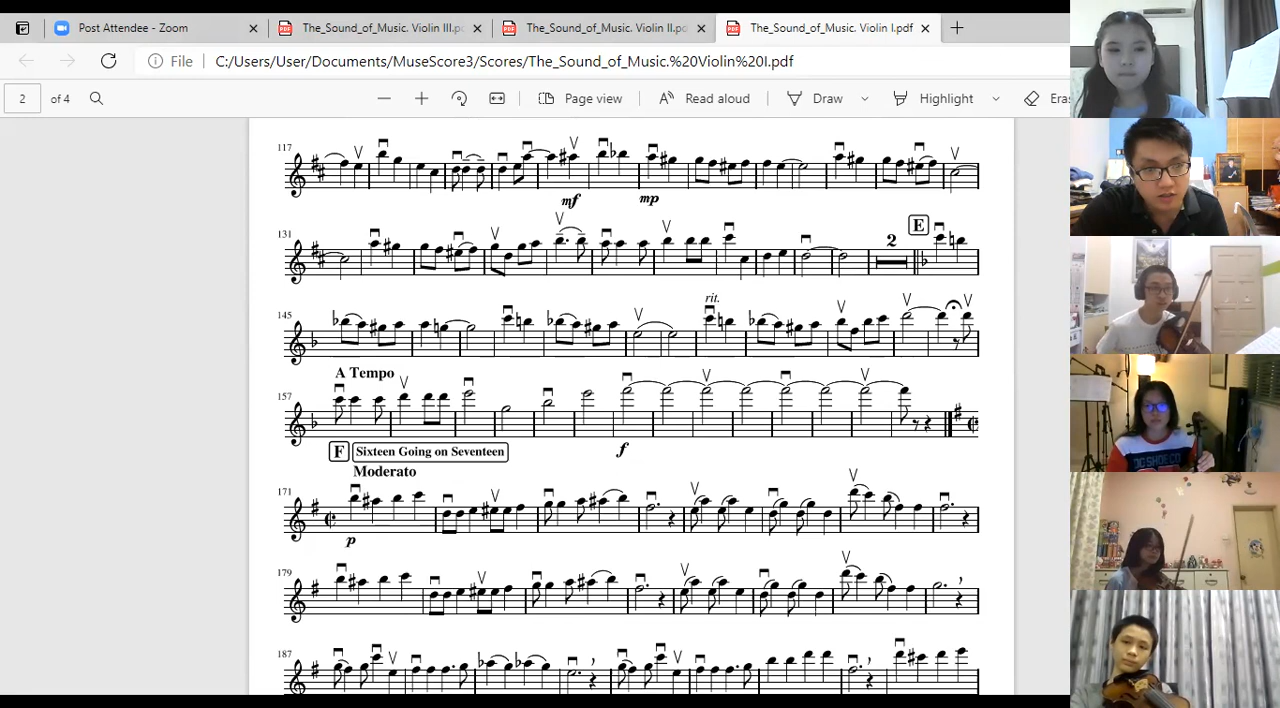 Post Attendee - Zoom
The_Sound_of_Music. Violin III.p
The_Sound_of_Music. Violin II.pd
The_Sound_of_Music. Violin I.pdf
File
C:/Users/User/Documents/MuseScore3/Scores/The_Sound_of_Music.%20Violin%20I.pdf
2
of 4
Page view
Read aloud
Draw
Highlight
Eras
117
mf
mp
131
2
E
145
rit.
A Tempo
157
f
F
Sixteen Going on Seventeen
Moderato
171
p
179
187